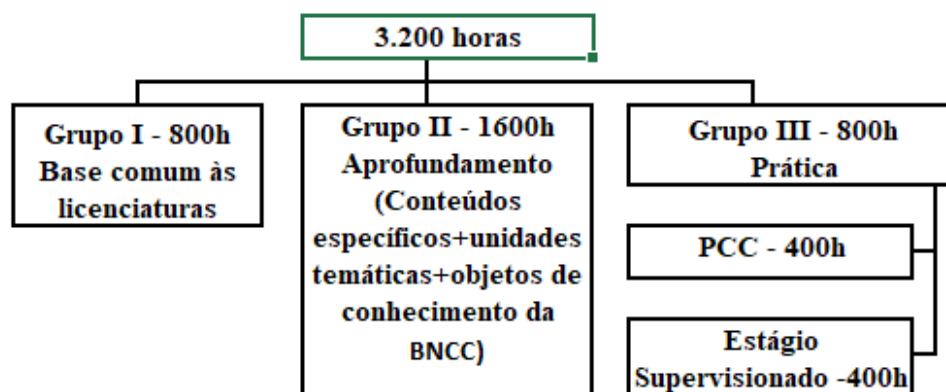 3.200 horas
Grupo I - 800h
Base comum às
licenciaturas
Grupo II - 1600h
Aprofundamento
(Conteúdos
específicos+unidades
temáticas+objetos de
conhecimento da
BNCC)
Grupo III - 800h
Prática
PCC - 400h
Estágio
Supervisionado -400h